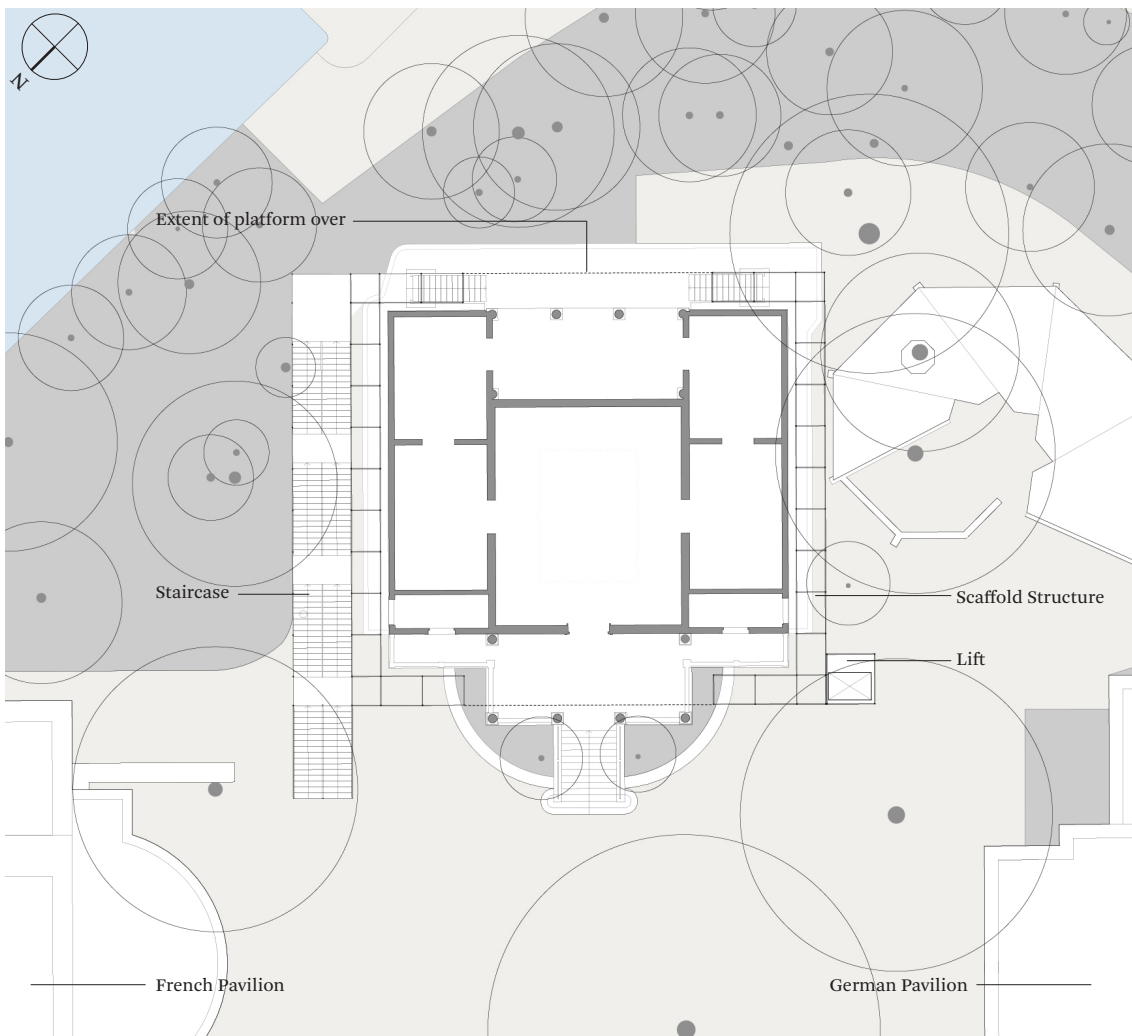 N
Extent of platform over
Staircase
Scaffold Structure
Lift
French Pavilion
German Pavilion